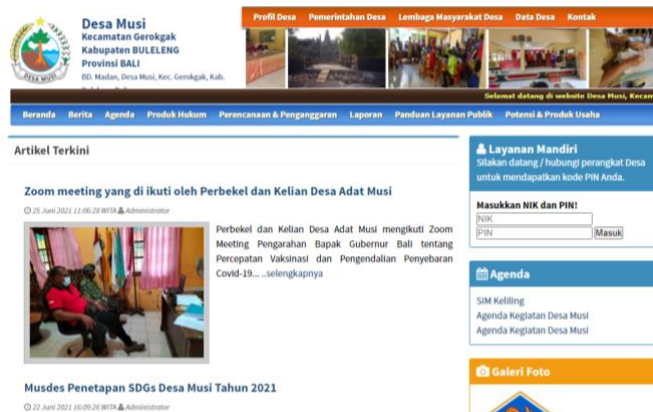 Desa Musi
Kecamatan Gerokgak
Kabupaten BULELENG
Provinsi BALI
BD. Madan, Desa Musi, Kec. Gerokgak, Kab.
DESA MUSI
Profil Desa Pemerintahan Desa Lembaga Masyarakat Desa Data Desa Kontak
Selamat datang di website Desa Musi, Kecam
Beranda Berita Agenda Produk Hukum Perencanaan & Penganggaran Laporan Panduan Layanan Publik Potensi & Produk Usaha
Artikel Terkini
Zoom meeting yang di ikuti oleh Perbekel dan Kelian Desa Adat Musi
25 Juni 2021 11:06:28 WITA Administrator
Perbekel dan Kelian Desa Adat Musi mengikuti Zoom
Meeting Pengarahan Bapak Gubernur Bali tentang
Percepatan Vaksinasi dan Pengendalian Penyebaran
Covid-19... ..selengkapnya
Musdes Penetapan SDGs Desa Musi Tahun 2021
22 Juni 2021 16:09:26 WITA Administrator
Layanan Mandiri
Silakan datang / hubungi perangkat Desa
untuk mendapatkan kode PIN Anda.
Masukkan NIK dan PIN!
NIK
PIN Masuk
Agenda
SIM Keliling
Agenda Kegiatan Desa Musi
Agenda Kegiatan Desa Musi
Galeri Foto